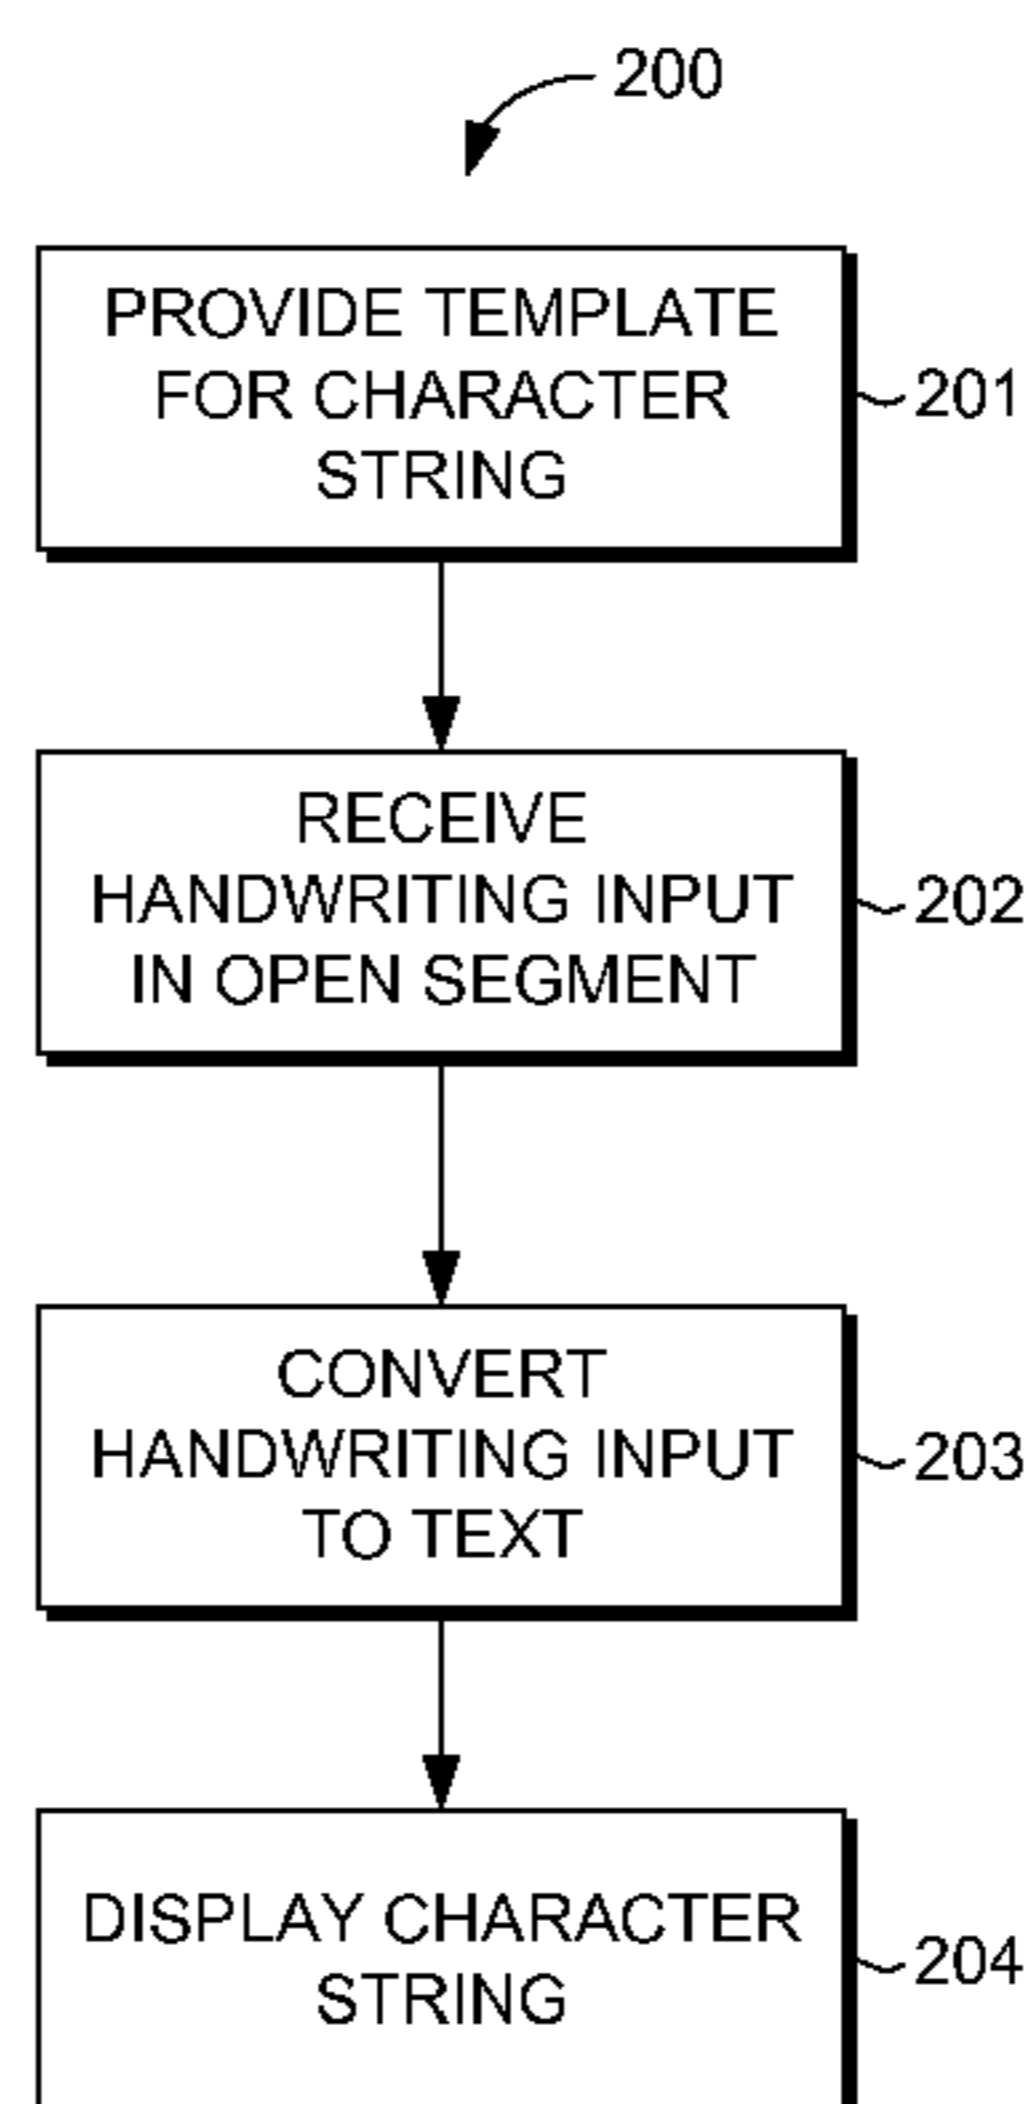 200
PROVIDE TEMPLATE
FOR CHARACTER
STRING
201
RECEIVE
HANDWRITING INPUT
IN OPEN SEGMENT
202
CONVERT
HANDWRITING INPUT
TO TEXT
203
DISPLAY CHARACTER
STRING
204